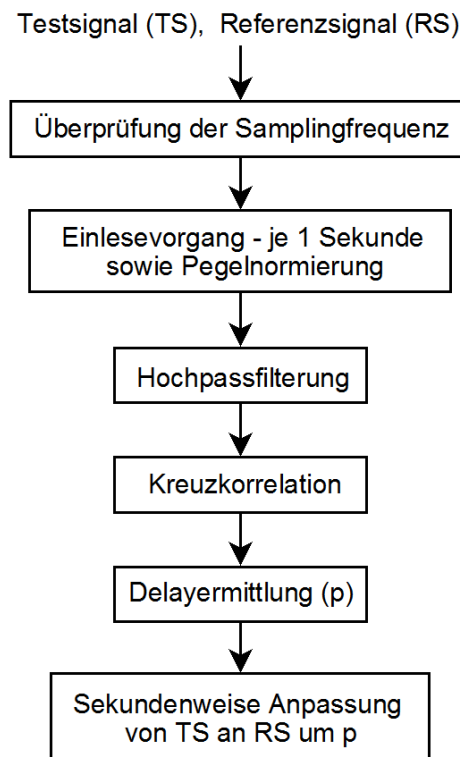 Testsignal (TS), Referenzsignal (RS)
Überprüfung der Samplingfrequenz
Einlesevorgang - je 1 Sekunde
sowie Pegelnormierung
Hochpassfilterung
Kreuzkorrelation
Delayermittlung (p)
Sekundenweise Anpassung
von TS an RS um p